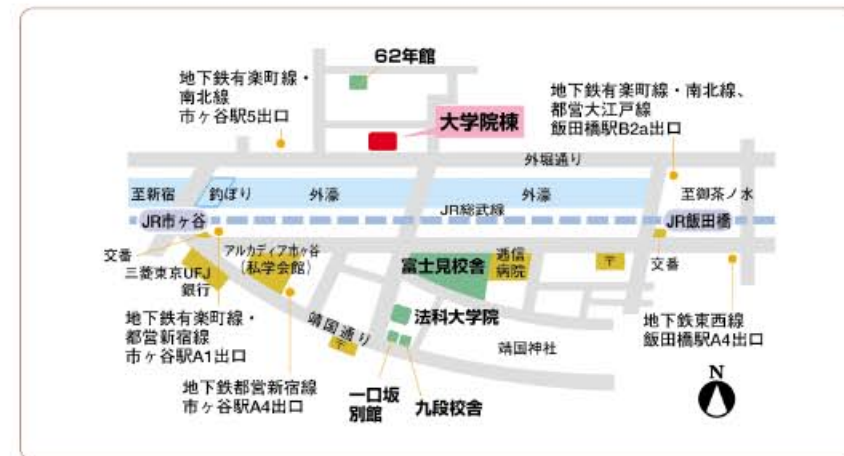 62年館
地下鉄有楽町線・
南北線
市ヶ谷駅5出口
大学院棟
地下鉄有楽町線・南北線、
都営大江戸線
飯田橋駅B2a出口
外堀通り
至新宿
釣ぼり
外濠
外濠
至御茶ノ水
JR総武線
JR市ヶ谷
JR飯田橋
交番
アルカディア市ヶ谷
(私学会館)
富士見校舎
逓信
病院
〒
交番
三菱東京UFJ
銀行
地下鉄有楽町線・
都営新宿線
市ヶ谷駅A1出口
靖国通り
〒
法科大学院
靖国神社
地下鉄東西線
飯田橋駅A4出口
地下鉄都営新宿線
市ヶ谷駅A4出口
一口坂
別館
九段校舎
N